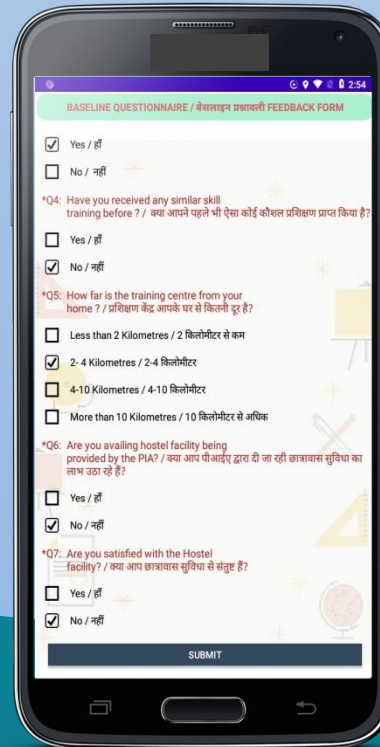 2:54
BASELINE QUESTIONNAIRE / बेसलाइन प्रश्नावली FEEDBACK FORM
Yes / हाँ
No / नहीं
*Q4: Have you received any similar skill
training before ? / क्या आपने पहले भी ऐसा कोई कौशल प्रशिक्षण प्राप्त किया है?
Yes / हाँ
No / नहीं
*Q5: How far is the training centre from your
home ? / प्रशिक्षण केंद्र आपके घर से कितनी दूर है?
Less than 2 Kilometres / 2 किलोमीटर से कम
2- 4 Kilometres / 2-4 किलोमीटर
4-10 Kilometres / 4-10 किलोमीटर
More than 10 Kilometres / 10 किलोमीटर से अधिक
*Q6: Are you availing hostel facility being
provided by the PIA? / क्या आप पीआईए द्वारा दी जा रही छात्रावास सुविधा का
लाभ उठा रहे हैं?
Yes / हाँ
No / नहीं
*Q7: Are you satisfied with the Hostel
facility? / क्या आप छात्रावास सुविधा से संतुष्ट हैं?
Yes / हाँ
No / नहीं
SUBMIT